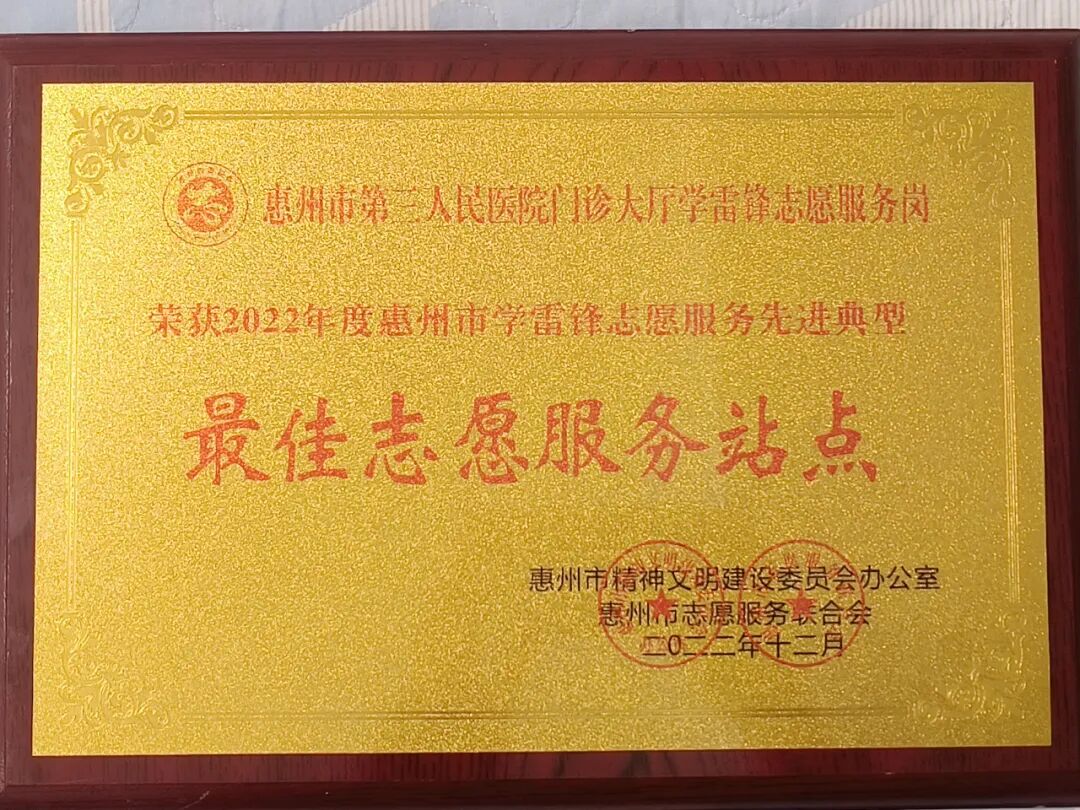 惠州市第三人民医院门诊大厅学雷锋志愿服务岗
荣获2022年度惠州市学雷锋志愿服务先进典型
最佳志愿服务站点
惠州市精神文明建设委员会办公室
惠州市志愿服务联合会
二〇二二年十二月